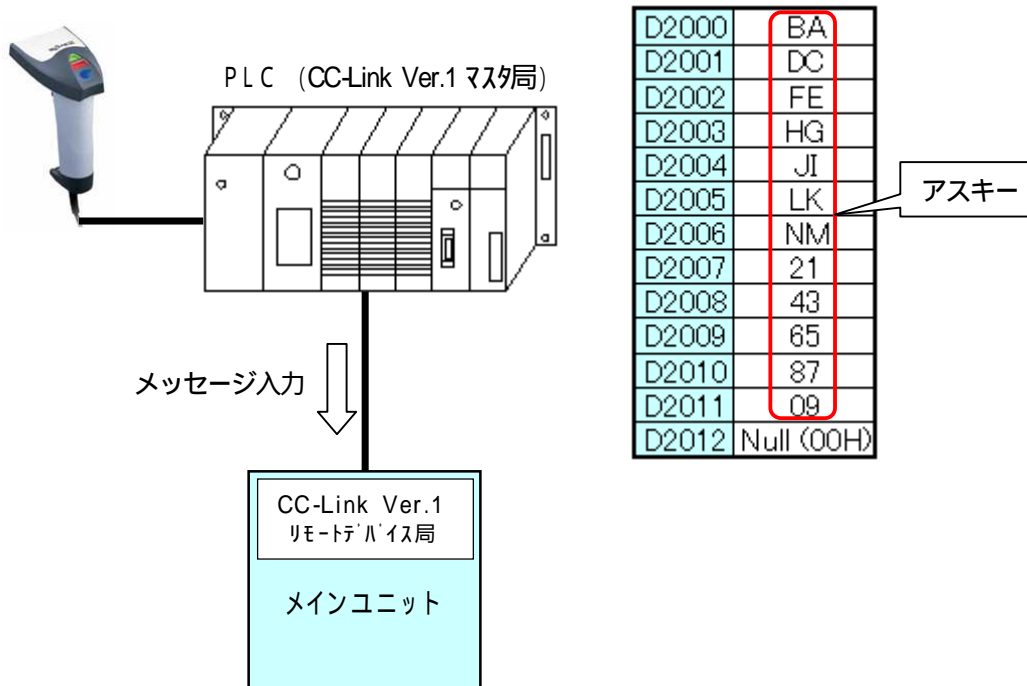 PLC (CC-Link Ver.1 マスタ局)
メッセージ入力
CC-Link Ver.1
リモートデバイス局
メインユニット
D2000 BA
D2001 DC
D2002 FE
D2003 HG
D2004 JI
D2005 LK
D2006 NM
D2007 21
D2008 43
D2009 65
D2010 87
D2011 09
D2012 Null (00H)
アスキー